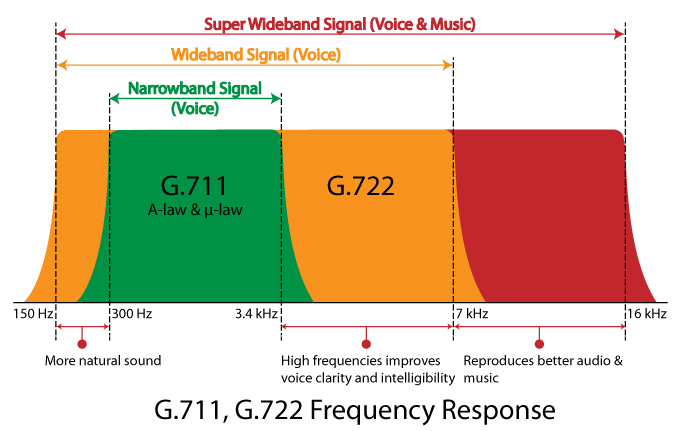 Super Wideband Signal (Voice & Music)
Wideband Signal (Voice)
Narrowband Signal
(Voice)
G.711
A-law & µ-law
G.722
150 Hz
300 Hz
3.4 kHz
7 kHz
16 kHz
More natural sound
High frequencies improves
voice clarity and intelligibility
Reproduces better audio &
music
G.711, G.722 Frequency Response